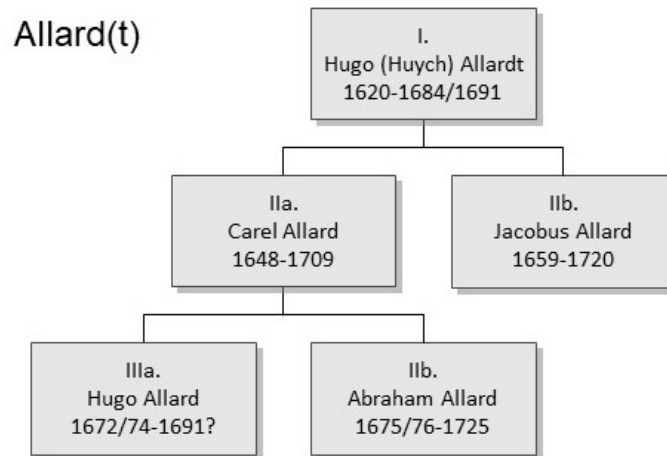 Allard(t)
I.
Hugo (Huych) Allardt
1620-1684/1691
IIa.
Carel Allard
1648-1709
IIb.
Jacobus Allard
1659-1720
IIIa.
Hugo Allard
1672/74-1691?
IIb.
Abraham Allard
1675/76-1725